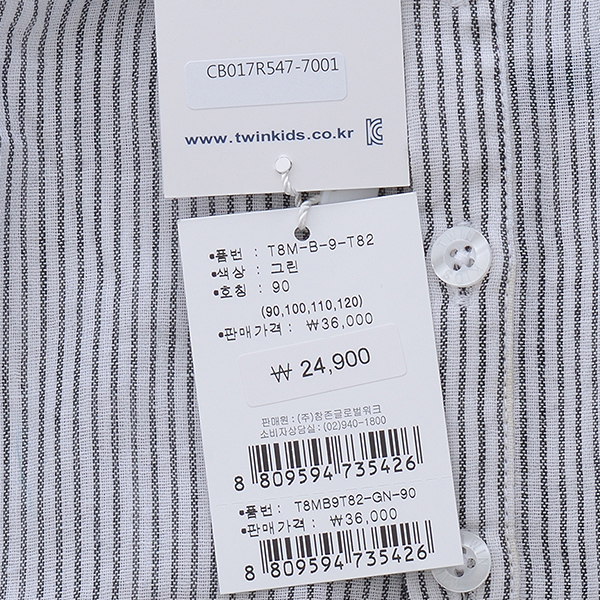 CB017R547-7001
www.twinkids.co.kr
•품번 : T8M-B-9-T82
•색상 : 그린
•호칭 : 90
(90,100,110,120)
•판매가격 : ₩36,000
₩ 24,900
판매원 : (주)참존글로벌워크
소비자상담실 : (02)940-1800
8 809594 735426
•품번 : T8MB9T82-GN-90
•판매가격 : ₩36,000
8 809594 735426